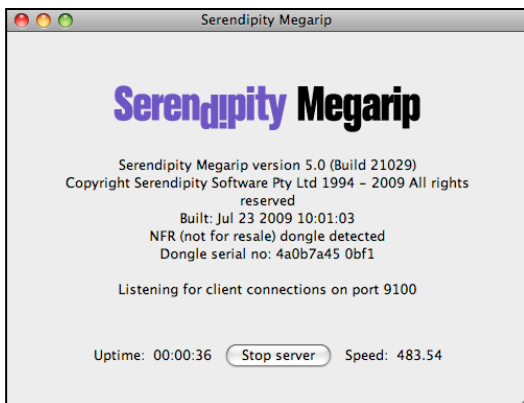 Serendipity Megarip
Serendipity Megarip
Serendipity Megarip version 5.0 (Build 21029)
Copyright Serendipity Software Pty Ltd 1994 – 2009 All rights
reserved
Built: Jul 23 2009 10:01:03
NFR (not for resale) dongle detected
Dongle serial no: 4a0b7a45 0bf1
Listening for client connections on port 9100
Uptime: 00:00:36 Stop server Speed: 483.54